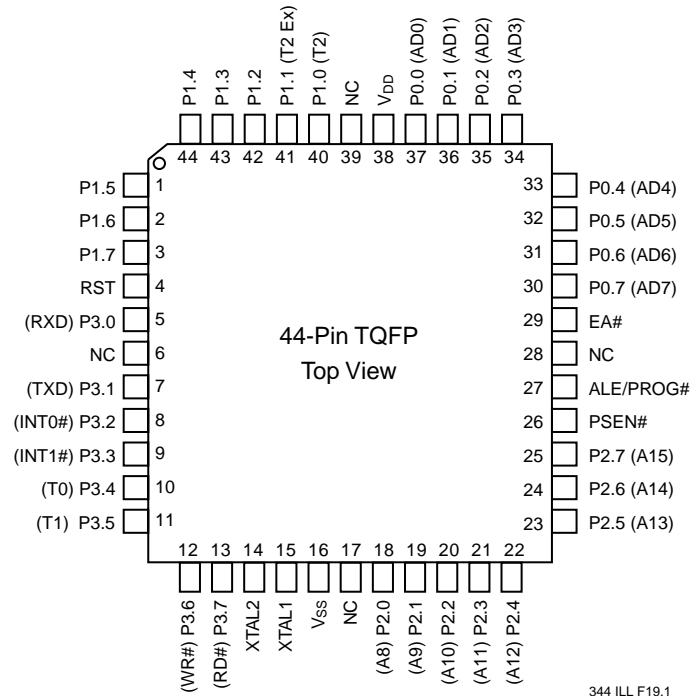 P1.4
P1.3
P1.2
P1.1 (T2 Ex)
P1.0 (T2)
NC
VDD
P0.0 (AD0)
P0.1 (AD1)
P0.2 (AD2)
P0.3 (AD3)
44 43 42 41 40 39 38 37 36 35 34
P1.5 1
P1.6 2
P1.7 3
RST 4
(RXD) P3.0 5
NC 6
(TXD) P3.1 7
(INT0#) P3.2 8
(INT1#) P3.3 9
(T0) P3.4 10
(T1) P3.5 11
44-Pin TQFP
Top View
33 P0.4 (AD4)
32 P0.5 (AD5)
31 P0.6 (AD6)
30 P0.7 (AD7)
29 EA#
28 NC
27 ALE/PROG#
26 PSEN#
25 P2.7 (A15)
24 P2.6 (A14)
23 P2.5 (A13)
12 13 14 15 16 17 18 19 20 21 22
(WR#) P3.6
(RD#) P3.7
XTAL2
XTAL1
VSS
NC
(A8) P2.0
(A9) P2.1
(A10) P2.2
(A11) P2.3
(A12) P2.4
344 ILL F19.1